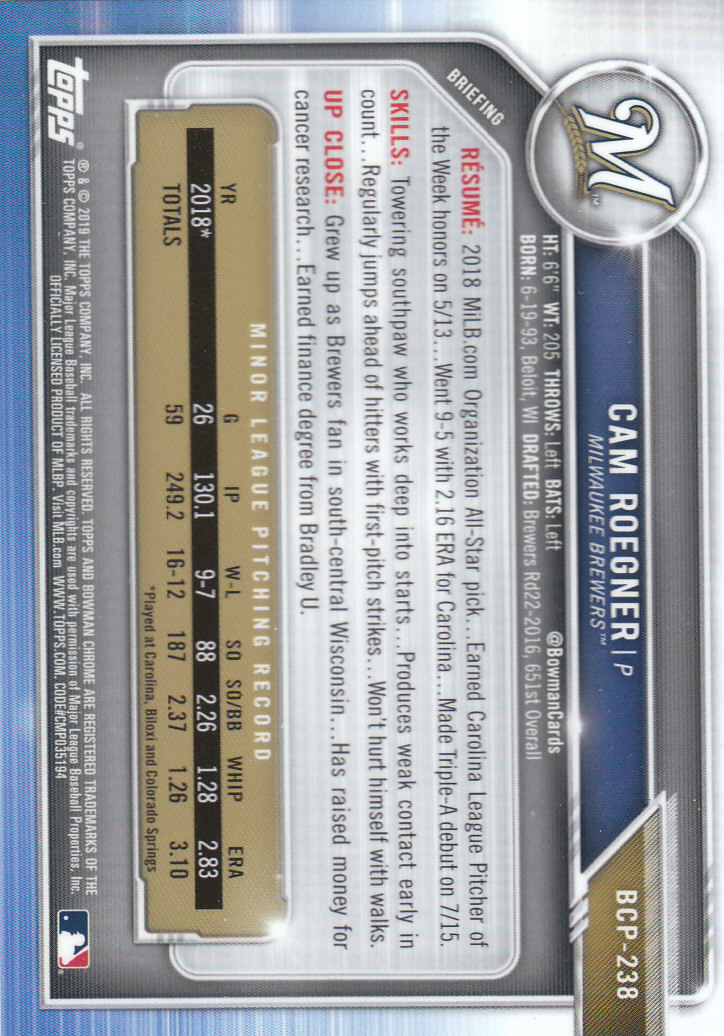 BCP-238
CAM ROEGNER | P
MILWAUKEE BREWERS™
M
™
@BowmanCards
HT: 6'6" WT: 205 THROWS: Left BATS: Left
BORN: 6-19-93, Beloit, WI DRAFTED: Brewers Rd22-2016, 651st Overall
BRIEFING
RÉSUMÉ: 2018 MiLB.com Organization All-Star pick...Earned Carolina League Pitcher of
the Week honors on 5/13...Went 9-5 with 2.16 ERA for Carolina...Made Triple-A debut on 7/15.
SKILLS: Towering southpaw who works deep into starts...Produces weak contact early in
count...Regularly jumps ahead of hitters with first-pitch strikes...Won't hurt himself with walks.
UP CLOSE: Grew up as Brewers fan in south-central Wisconsin...Has raised money for
cancer research...Earned finance degree from Bradley U.
MINOR LEAGUE PITCHING RECORD
YR G IP W-L SO SO/BB WHIP ERA
2018* 26 130.1 9-7 88 2.26 1.28 2.83
TOTALS 59 249.2 16-12 187 2.37 1.26 3.10
*Played at Carolina, Biloxi and Colorado Springs
topps®
® & © 2019 THE TOPPS COMPANY, INC. ALL RIGHTS RESERVED. TOPPS AND BOWMAN CHROME ARE REGISTERED TRADEMARKS OF THE
TOPPS COMPANY, INC. Major League Baseball trademarks and copyrights are used with permission of Major League Baseball Properties, Inc.
OFFICIALLY LICENSED PRODUCT OF MLBP. Visit MLB.com WWW.TOPPS.COM. CODE#CMPD35194